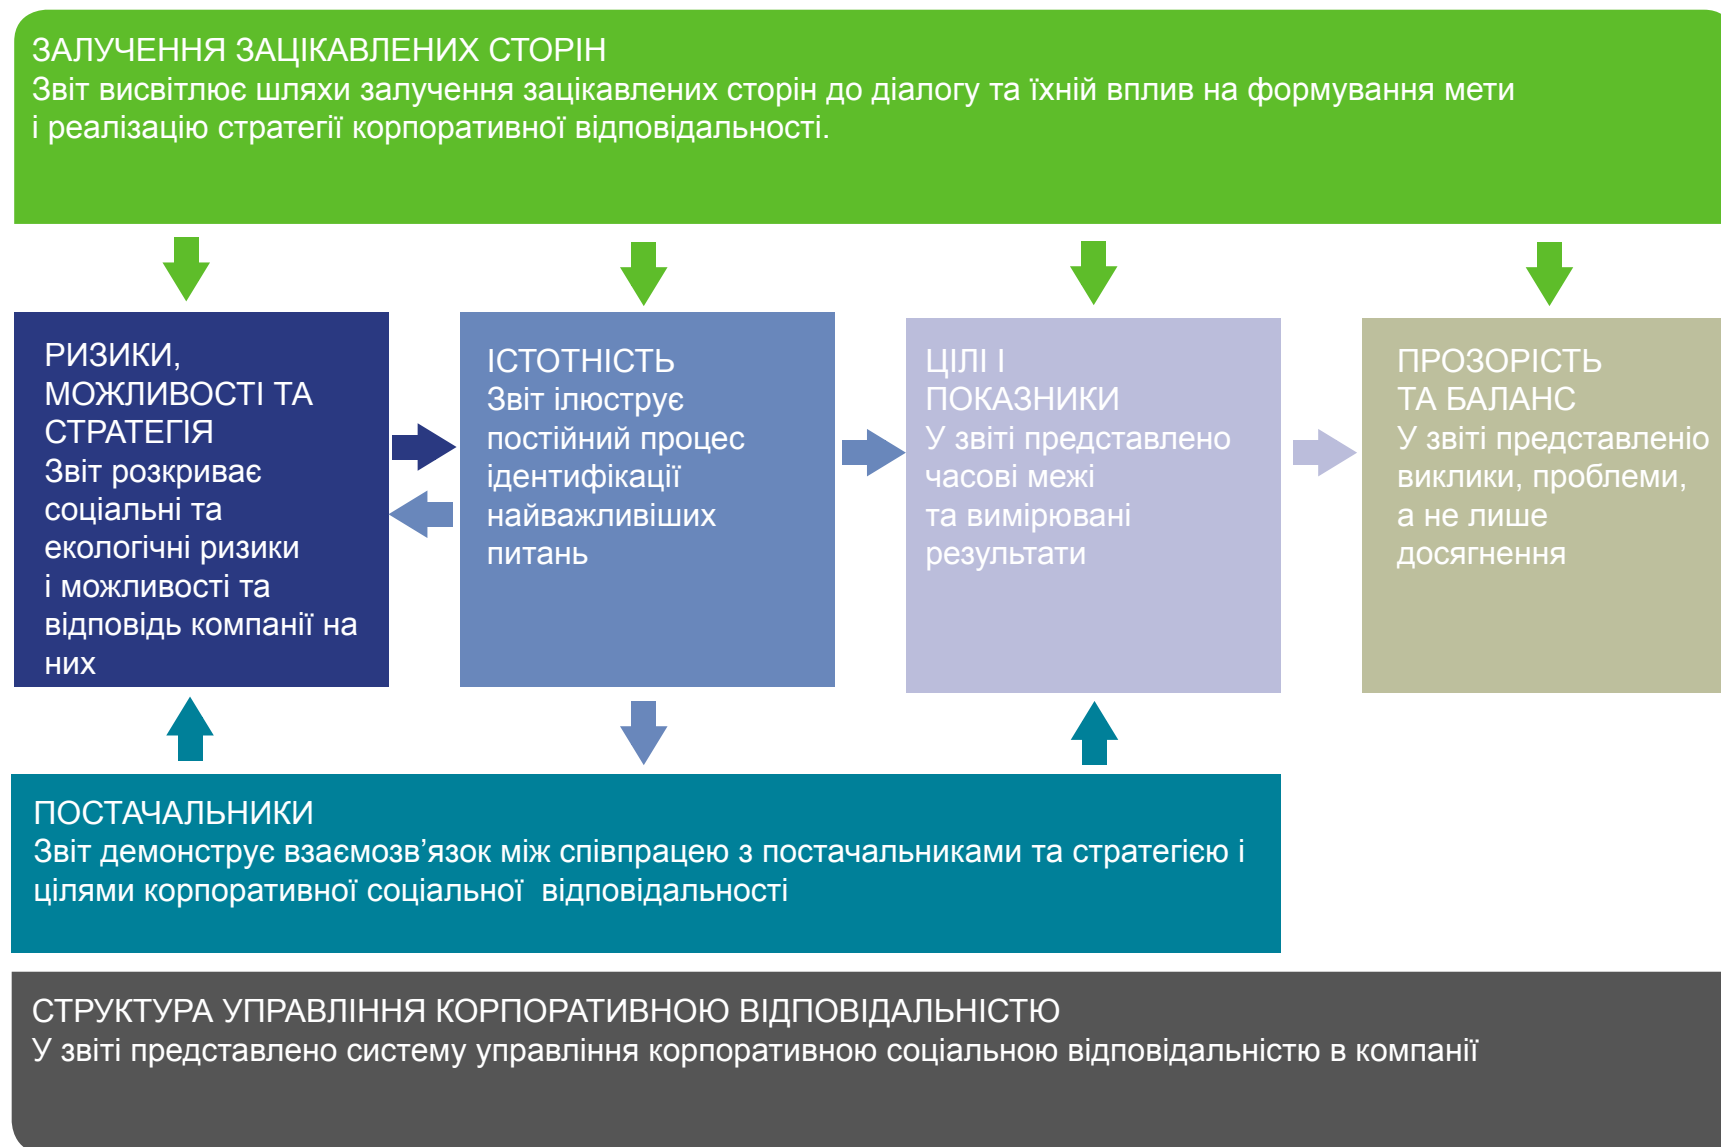 ЗАЛУЧЕННЯ ЗАЦІКАВЛЕНИХ СТОРІН
Звіт висвітлює шляхи залучення зацікавлених сторін до діалогу та їхній вплив на формування мети
і реалізацію стратегії корпоративної відповідальності.
РИЗИКИ,
МОЖЛИВОСТІ ТА
СТРАТЕГІЯ
Звіт розкриває
соціальні та
екологічні ризики
і можливості та
відповідь компанії на
них
ІСТОТНІСТЬ
Звіт ілюструє
постійний процес
ідентифікації
найважливіших
питань
ЦІЛІ І
ПОКАЗНИКИ
У звіті представлено
часові межі
та вимірювані
результати
ПРОЗОРІСТЬ
ТА БАЛАНС
У звіті представленіо
виклики, проблеми,
а не лише
досягнення
ПОСТАЧАЛЬНИКИ
Звіт демонструє взаємозв’язок між співпрацею з постачальниками та стратегією і
цілями корпоративної соціальної  відповідальності
СТРУКТУРА УПРАВЛІННЯ КОРПОРАТИВНОЮ ВІДПОВІДАЛЬНІСТЮ
У звіті представлено систему управління корпоративною соціальною відповідальністю в компанії